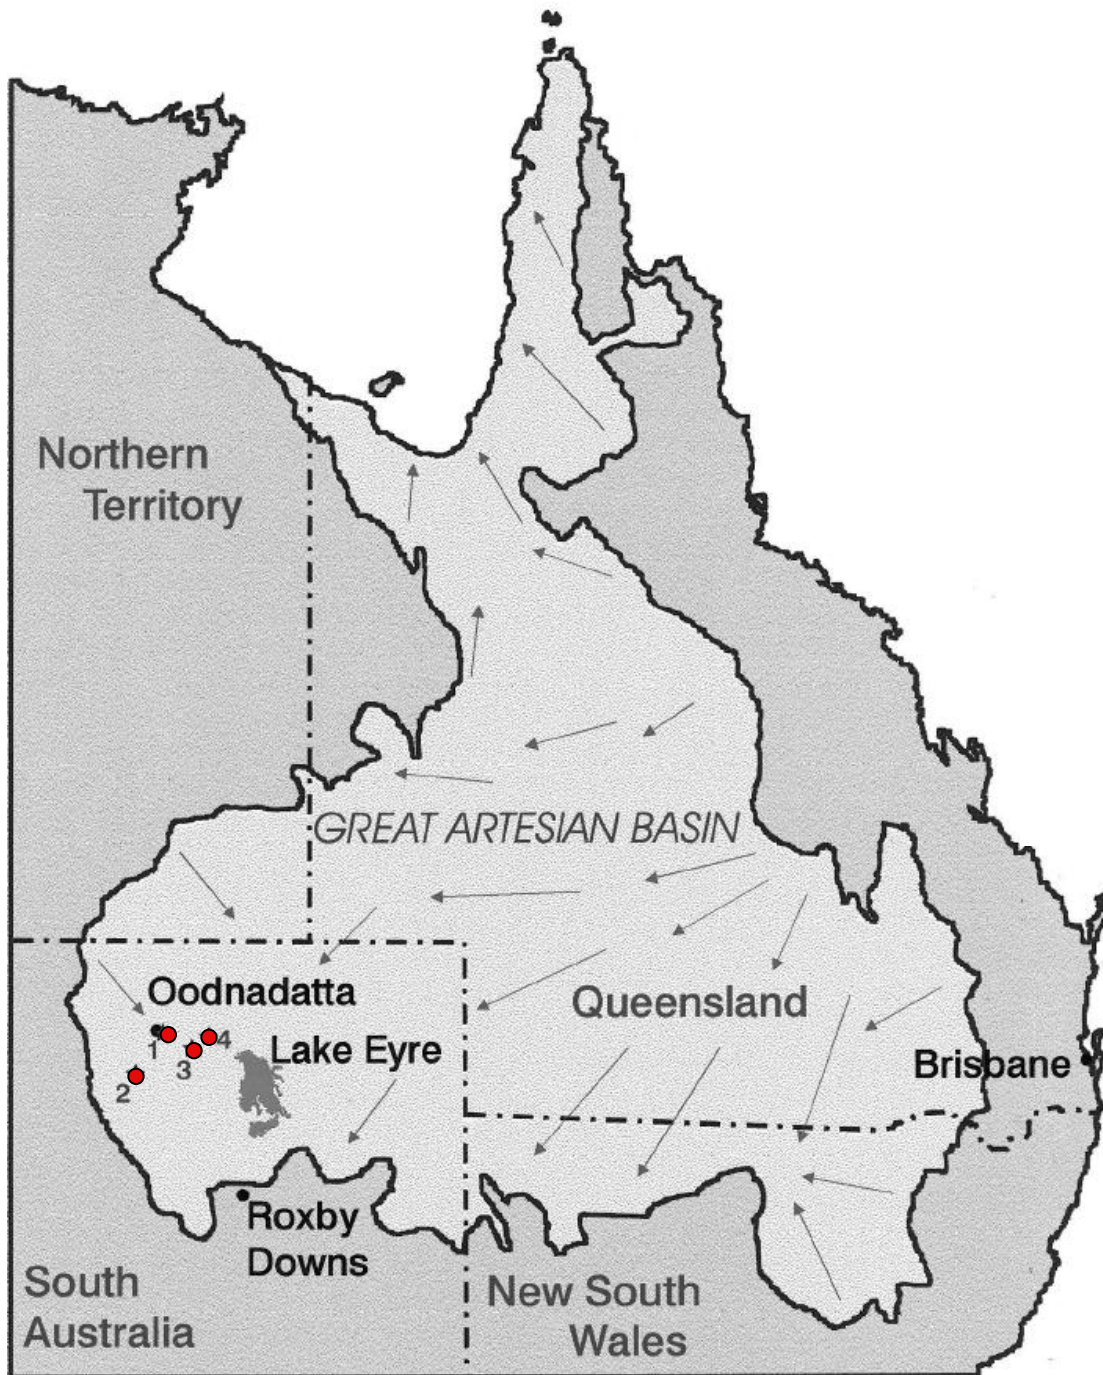 Northern
Territory
GREAT ARTESIAN BASIN
Oodnadatta
Queensland
1
4
3
Lake Eyre
2
Brisbane
Roxby
Downs
South
Australia
New South
Wales